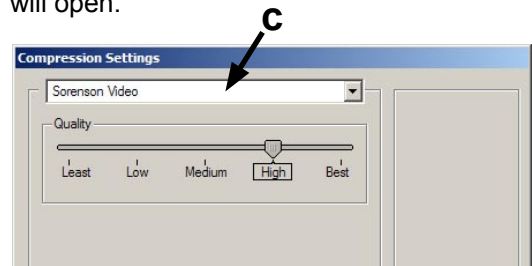 will open.
C
Compression Settings
Sorenson Video
Quality
Least Low Medium High Best